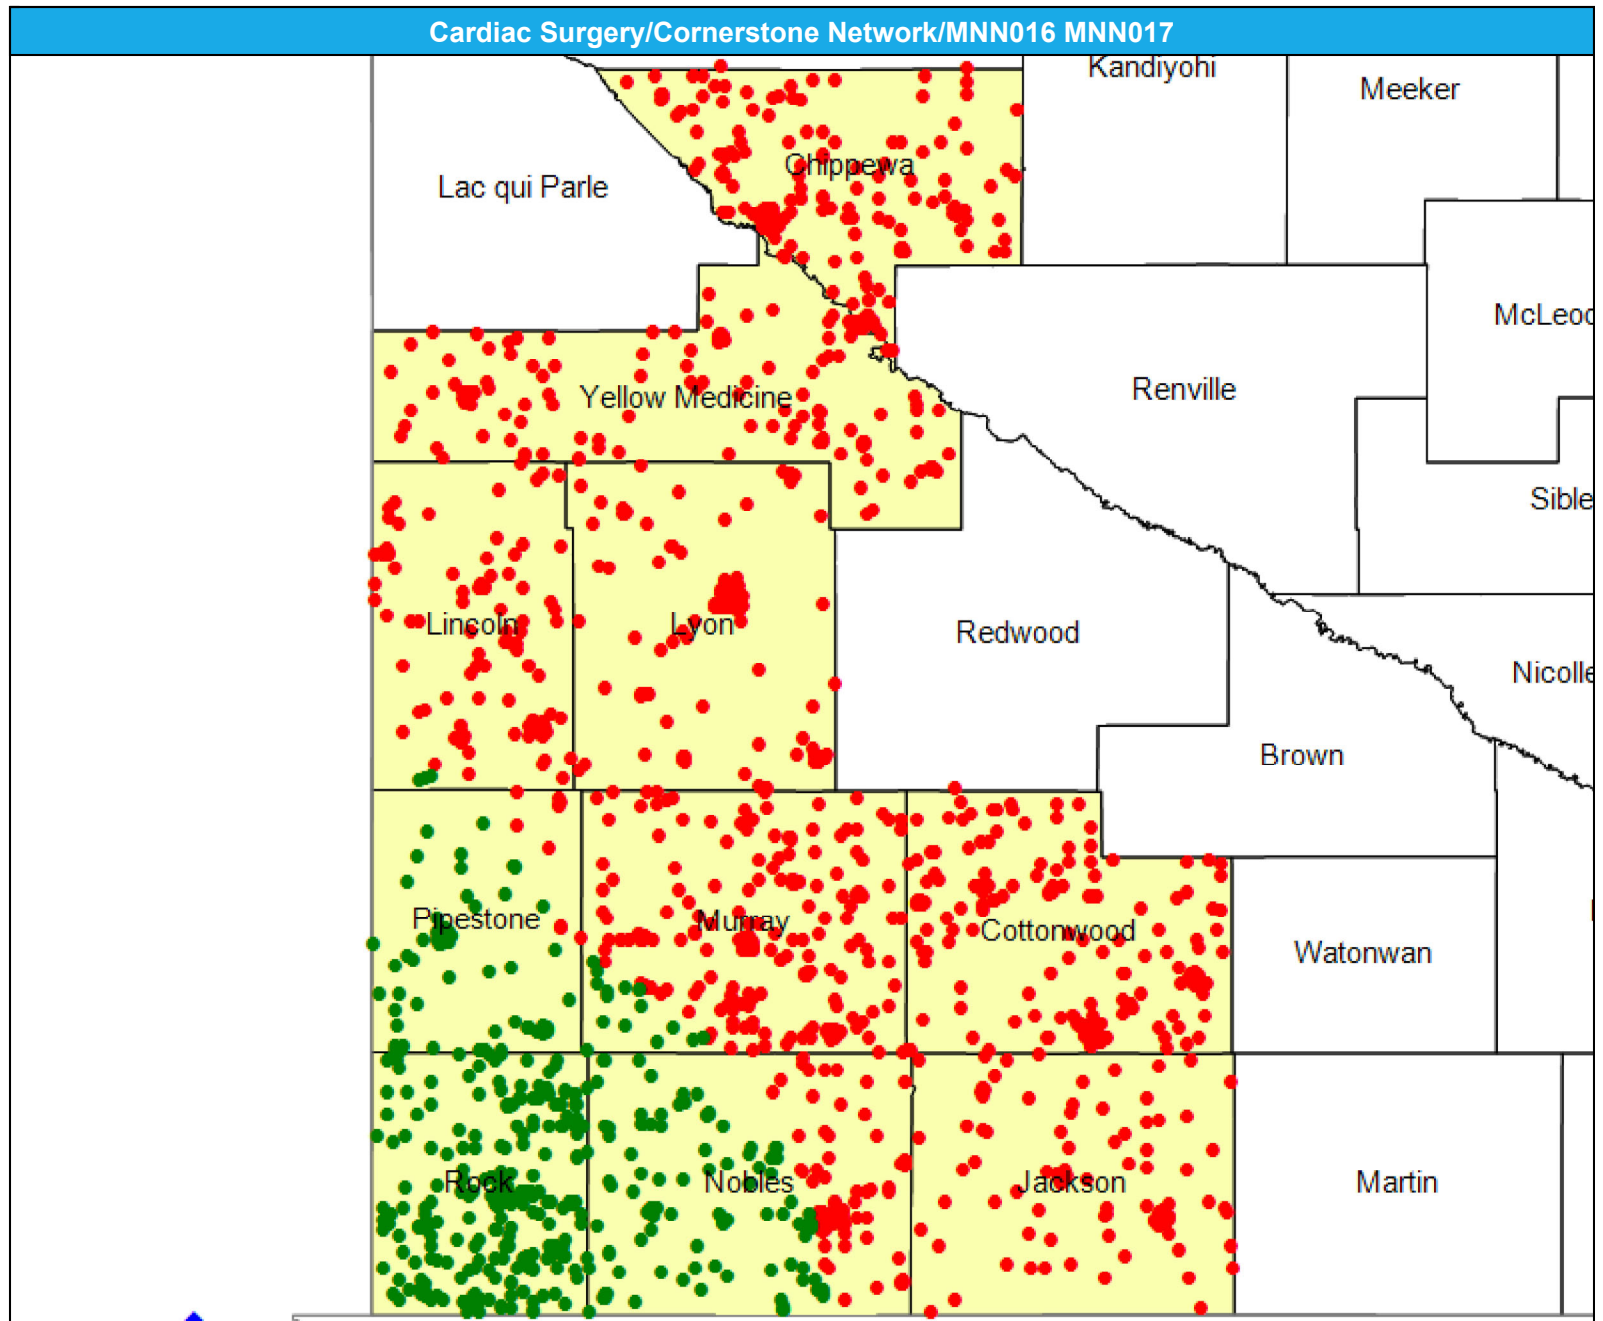 Cardiac Surgery/Cornerstone Network/MNN016 MNN017
Kandiyohi
Meeker
Chippewa
Lac qui Parle
McLeod
Renville
Yellow Medicine
Sible
Lincoln
Lyon
Redwood
Nicolle
Brown
Pipestone
Murray
Cottonwood
Watonwan
Rock
Nobles
Jackson
Martin